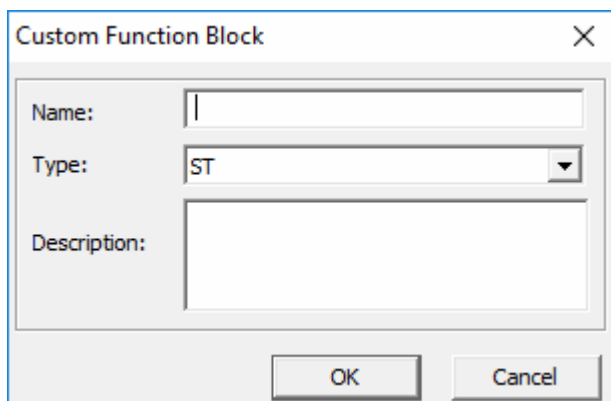 Custom Function Block
Name:
Type: ST
Description:
OK Cancel